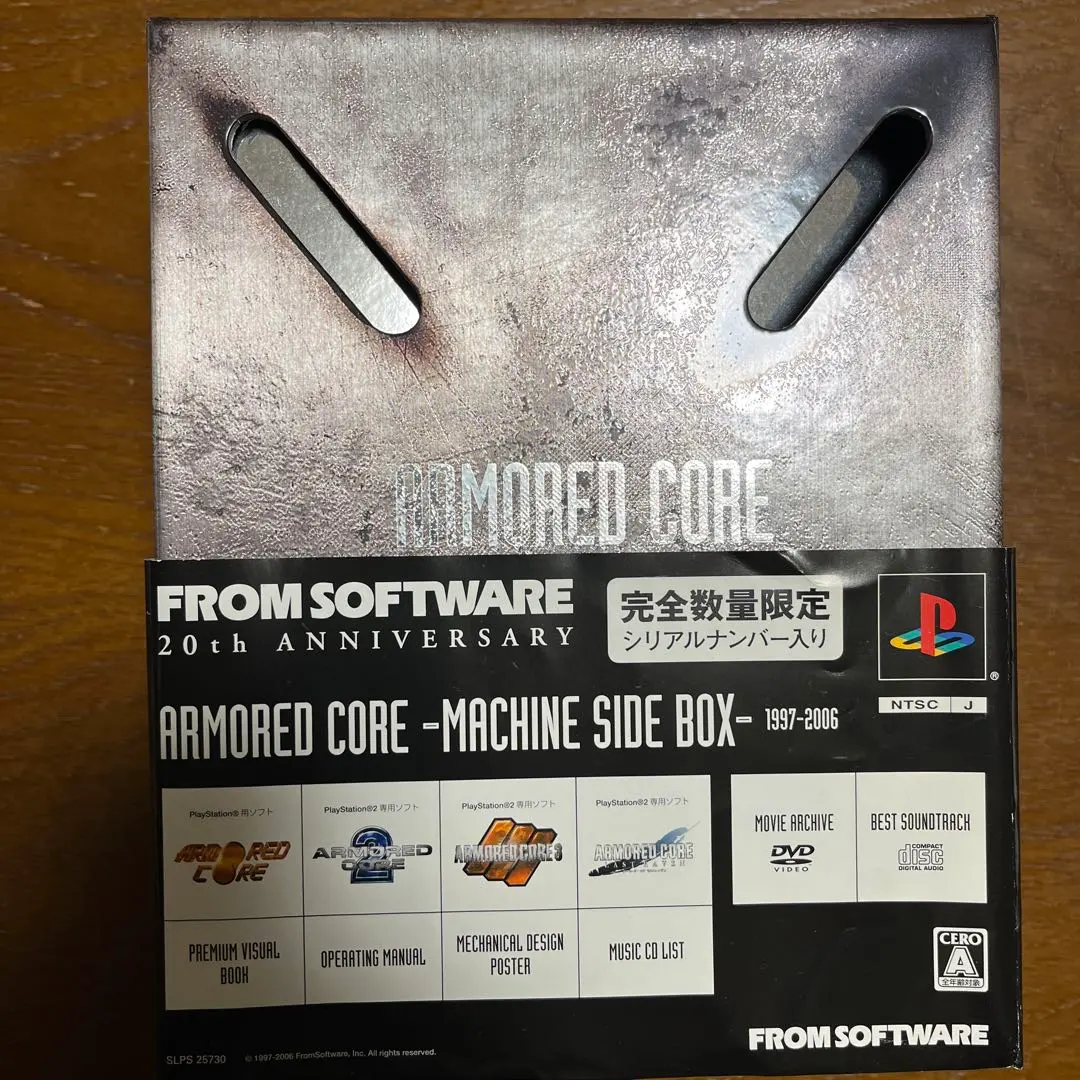 ARMORED CORE
FROM SOFTWARE
20th ANNIVERSARY
完全数量限定
シリアルナンバー入り
®
NTSC J
ARMORED CORE -MACHINE SIDE BOX- 1997-2006
PlayStation® 用ソフト
ARMORED
CORE
PlayStation®2 専用ソフト
ARMORED
CORE
2
PlayStation®2 専用ソフト
ARMORED CORE 3
PlayStation®2 専用ソフト
ARMORED CORE
LAST RAVEN
MOVIE ARCHIVE
DVD
VIDEO
BEST SOUNDTRACK
COMPACT
disc
DIGITAL AUDIO
PREMIUM VISUAL
BOOK
OPERATING MANUAL
MECHANICAL DESIGN
POSTER
MUSIC CD LIST
CERO
A
全年齢対象
FROM SOFTWARE
SLPS 25730
© 1997-2006 FromSoftware, Inc. All rights reserved.